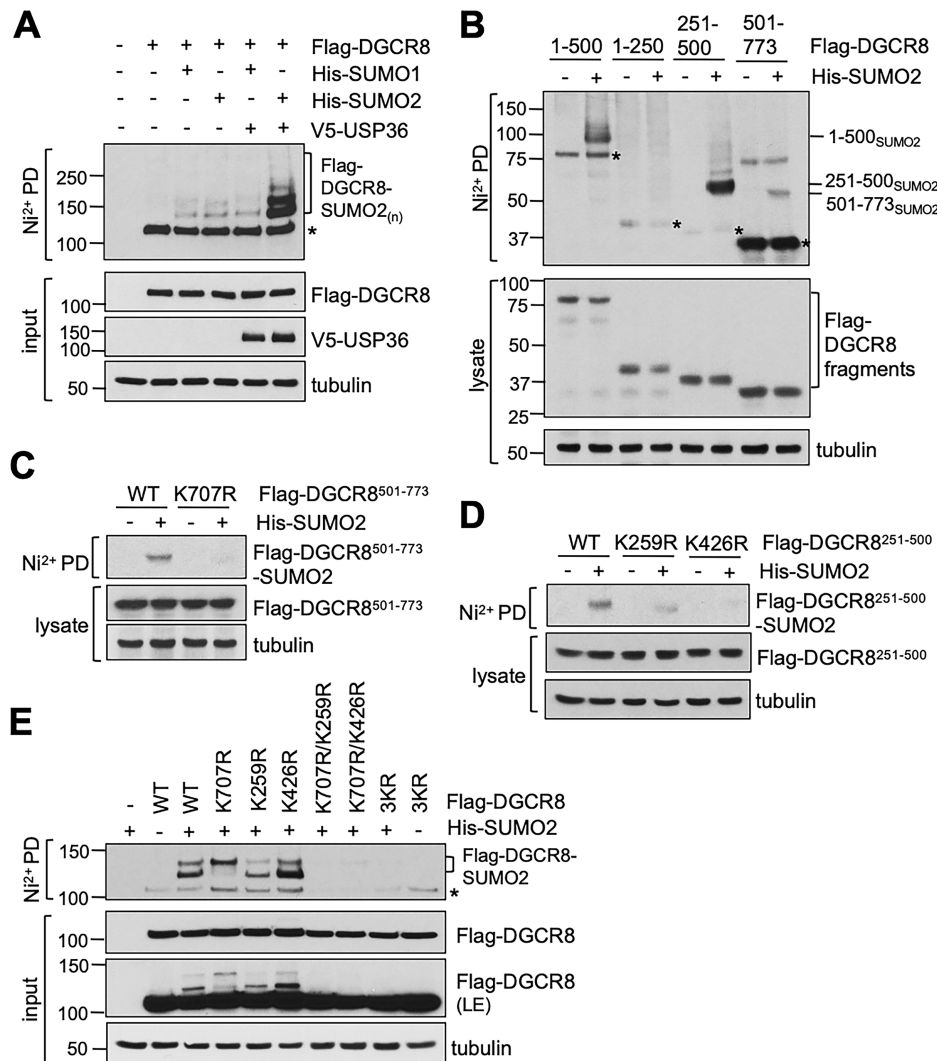 A
- + + + + + Flag-DGCR8
- - + - + - His-SUMO1
- - - + - + His-SUMO2
- - - - + + V5-USP36
Ni2+ PD
250
150
100
Flag-
DGCR8-
SUMO2(n)
*
input
100
Flag-DGCR8
150
100
V5-USP36
50
tubulin
B
1-500 1-250 251-500 501-773 Flag-DGCR8
- + - + - + - + His-SUMO2
Ni2+ PD
150
100
75
50
37
* * * *
1-500SUMO2
251-500SUMO2
501-773SUMO2
lysate
100
75
50
37
25
Flag-
DGCR8
fragments
50
tubulin
C
WT K707R Flag-DGCR8501-773
- + - + His-SUMO2
Ni2+ PD
Flag-DGCR8501-773
-SUMO2
lysate
Flag-DGCR8501-773
tubulin
D
WT K259R K426R Flag-DGCR8251-500
- + - + - + His-SUMO2
Ni2+ PD
Flag-DGCR8251-500
-SUMO2
lysate
Flag-DGCR8251-500
tubulin
E
- WT WT K707R K259R K426R K707R/K259R K707R/K426R 3KR 3KR Flag-DGCR8
+ - + + + + + + + - His-SUMO2
Ni2+ PD
150
100
Flag-DGCR8-
SUMO2
*
input
100
Flag-DGCR8
150
100
Flag-DGCR8
(LE)
50
tubulin